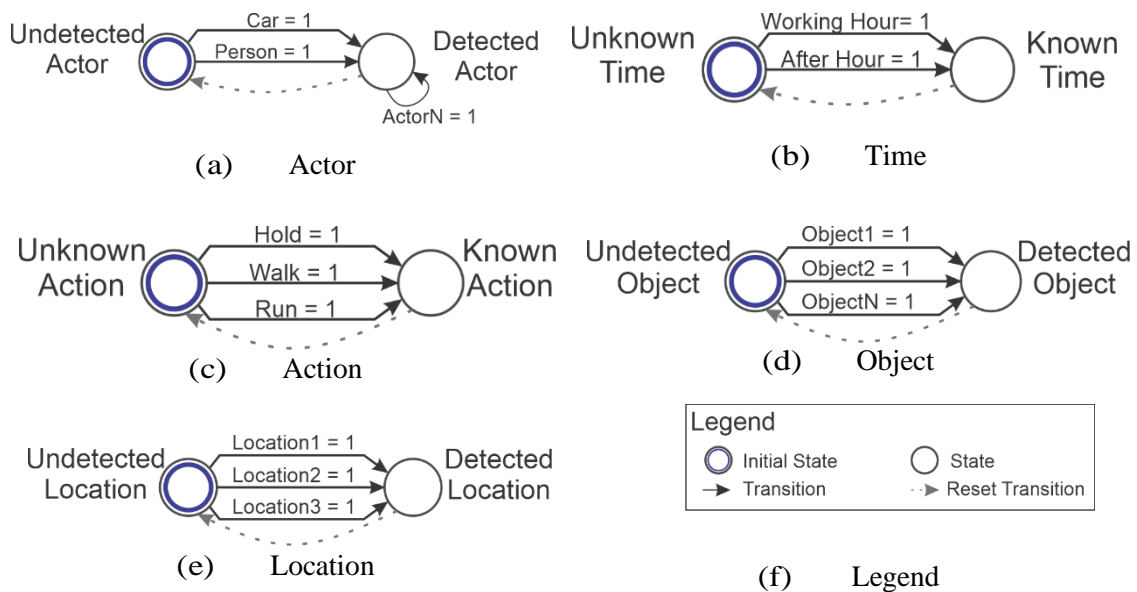 Undetected
Actor
Car = 1
Person = 1
Detected
Actor
ActorN = 1
(a) Actor
Unknown
Time
Working Hour= 1
After Hour = 1
Known
Time
(b) Time
Unknown
Action
Hold = 1
Walk = 1
Run = 1
Known
Action
(c) Action
Undetected
Object
Object1 = 1
Object2 = 1
ObjectN = 1
Detected
Object
(d) Object
Undetected
Location
Location1 = 1
Location2 = 1
Location3 = 1
Detected
Location
(e) Location
Legend
Initial State
State
Transition
Reset Transition
(f) Legend